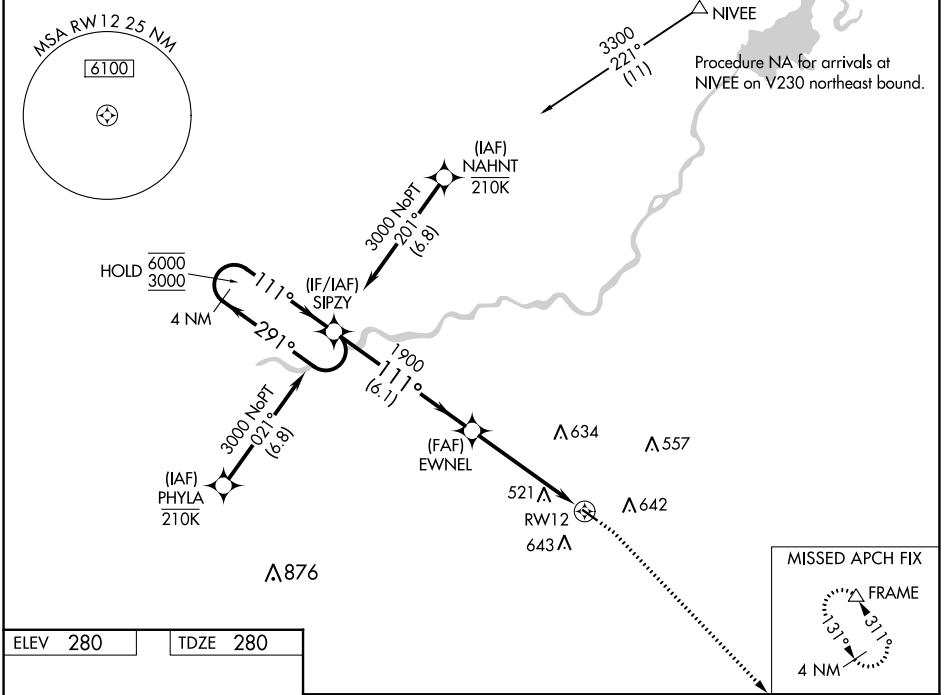 MSA RW12 25 NM
6100
NIVEE
3300
221°
(11)
Procedure NA for arrivals at
NIVEE on V230 northeast bound.
(IAF)
NAHNT
210K
3000 NoPT
201°
(6.8)
HOLD 6000
3000
111°
(IF/IAF)
SIPZY
4 NM
291°
1900
111°
(6.1)
3000 NoPT
021°
(6.8)
(IAF)
PHYLA
210K
(FAF)
EWNEL
634
557
521
RW12
642
643
876
MISSED APCH FIX
FRAME
131°
311°
4 NM
ELEV 280
TDZE 280